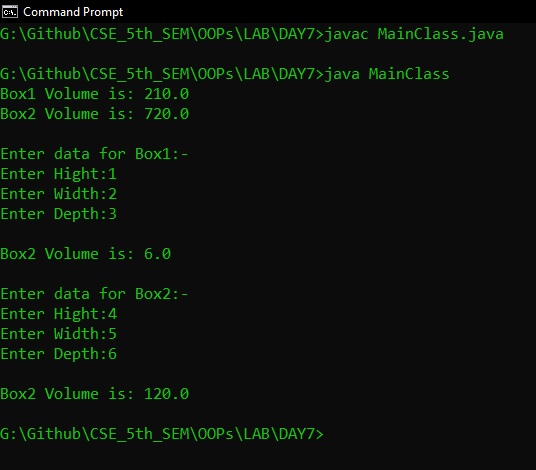 Command Prompt
G:\Github\CSE_5th_SEM\OOPs\LAB\DAY7>javac MainClass.java
G:\Github\CSE_5th_SEM\OOPs\LAB\DAY7>java MainClass
Box1 Volume is: 210.0
Box2 Volume is: 720.0
Enter data for Box1:-
Enter Hight:1
Enter Width:2
Enter Depth:3
Box2 Volume is: 6.0
Enter data for Box2:-
Enter Hight:4
Enter Width:5
Enter Depth:6
Box2 Volume is: 120.0
G:\Github\CSE_5th_SEM\OOPs\LAB\DAY7>